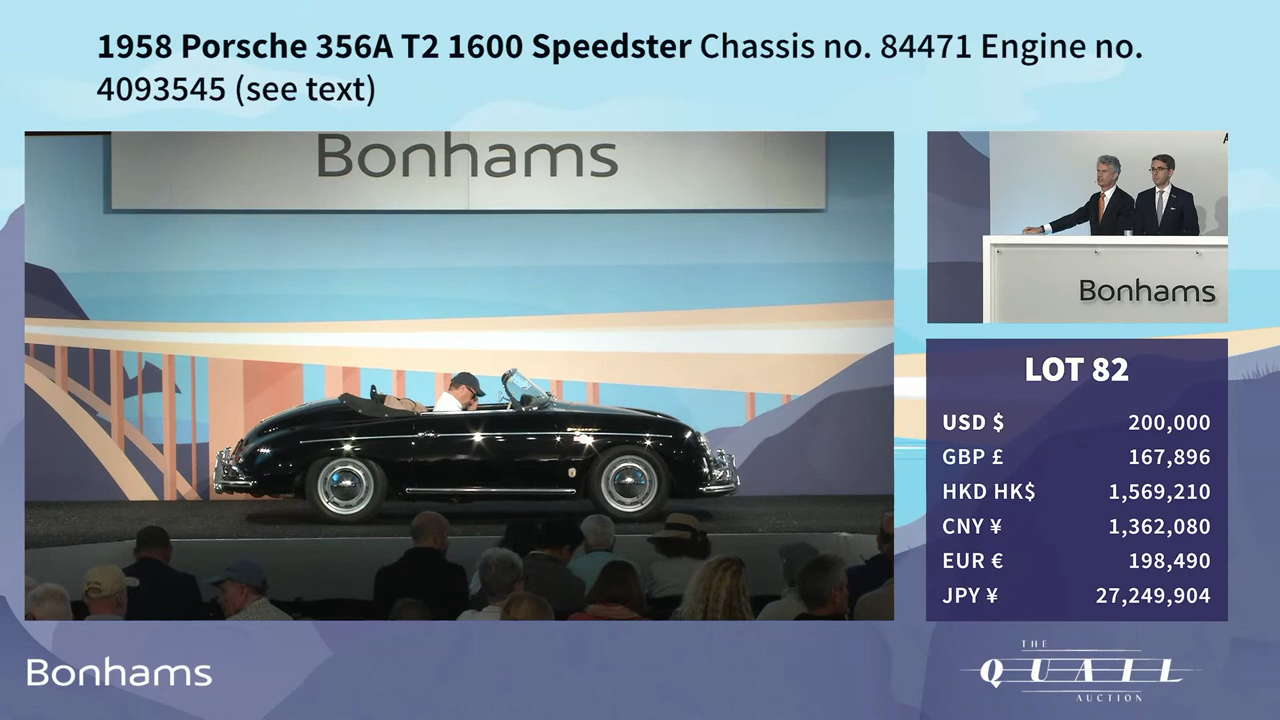 1958 Porsche 356A T2 1600 Speedster Chassis no. 84471 Engine no.
4093545 (see text)
Bonhams
Bonhams
LOT 82
USD $ 200,000
GBP £ 167,896
HKD HK$ 1,569,210
CNY ¥ 1,362,080
EUR € 198,490
JPY ¥ 27,249,904
Bonhams
THE
QUAIL
AUCTION